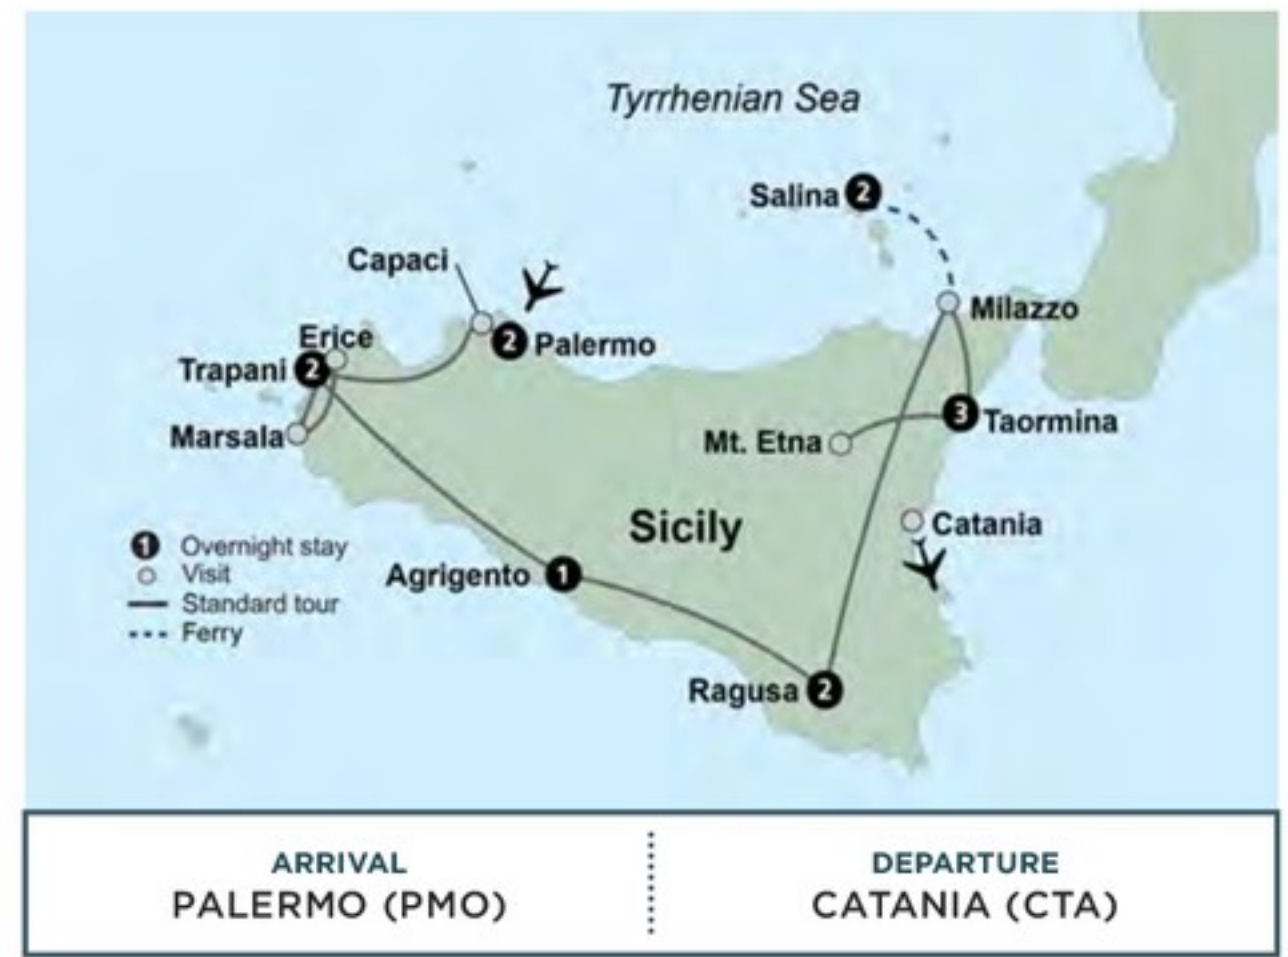 Tyrrhenian Sea
Salina 2
Capaci
Milazzo
Erice
2 Palermo
Trapani 2
3 Taormina
Marsala
Mt. Etna
Sicily
Catania
1 Overnight stay
Visit
Standard tour
Ferry
Agrigento 1
Ragusa 2
ARRIVAL
PALERMO (PMO)
DEPARTURE
CATANIA (CTA)